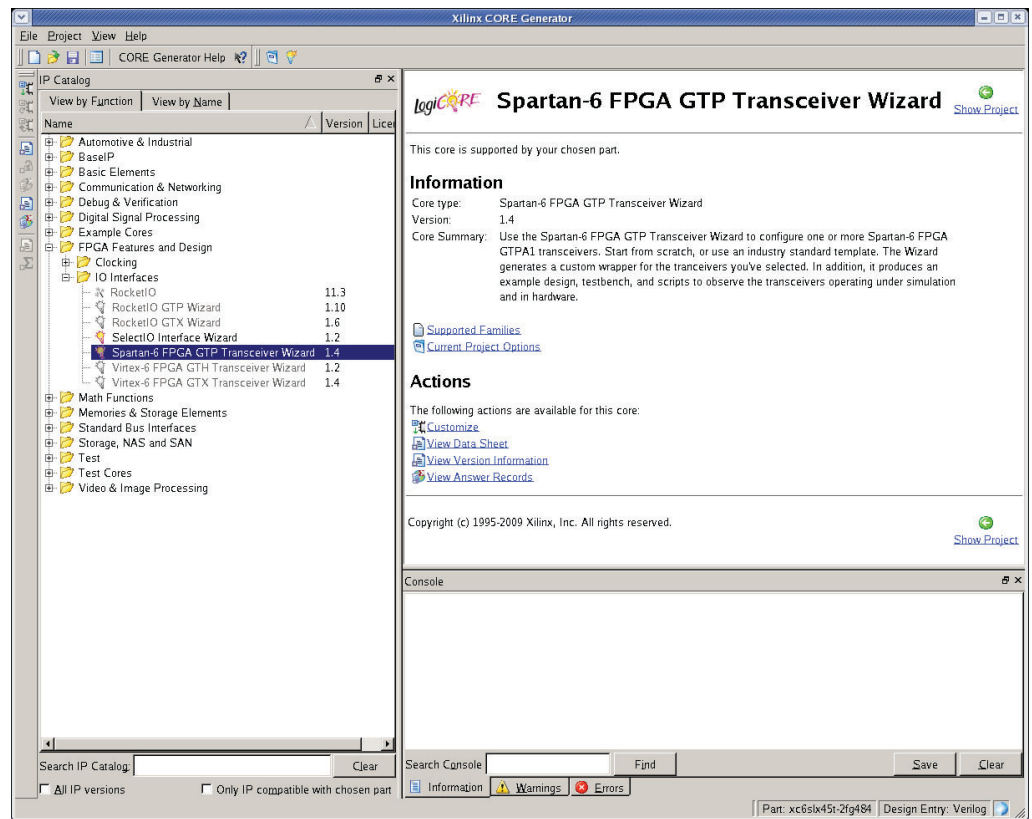 Xilinx CORE Generator
File Project View Help
CORE Generator Help
IP Catalog
View by Function View by Name
Name Version Licen
Automotive & Industrial
BaseIP
Basic Elements
Communication & Networking
Debug & Verification
Digital Signal Processing
Example Cores
FPGA Features and Design
Clocking
IO Interfaces
RocketIO 11.3
RocketIO GTP Wizard 1.10
RocketIO GTX Wizard 1.6
SelectIO Interface Wizard 1.2
Spartan-6 FPGA GTP Transceiver Wizard 1.4
Virtex-6 FPGA GTH Transceiver Wizard 1.2
Virtex-6 FPGA GTX Transceiver Wizard 1.4
Math Functions
Memories & Storage Elements
Standard Bus Interfaces
Storage, NAS and SAN
Test
Test Cores
Video & Image Processing
Search IP Catalog: Clear
All IP versions Only IP compatible with chosen part
logiCORE Spartan-6 FPGA GTP Transceiver Wizard
Show Project
This core is supported by your chosen part.
Information
Core type: Spartan-6 FPGA GTP Transceiver Wizard
Version: 1.4
Core Summary: Use the Spartan-6 FPGA GTP Transceiver Wizard to configure one or more Spartan-6 FPGA
GTPA1 transceivers. Start from scratch, or use an industry standard template. The Wizard
generates a custom wrapper for the tranceivers you've selected. In addition, it produces an
example design, testbench, and scripts to observe the transceivers operating under simulation
and in hardware.
Supported Families
Current Project Options
Actions
The following actions are available for this core:
Customize
View Data Sheet
View Version Information
View Answer Records
Copyright (c) 1995-2009 Xilinx, Inc. All rights reserved.
Show Project
Console
Search Console Find Save Clear
Information Warnings Errors
Part: xc6slx45t-2fg484 Design Entry: Verilog